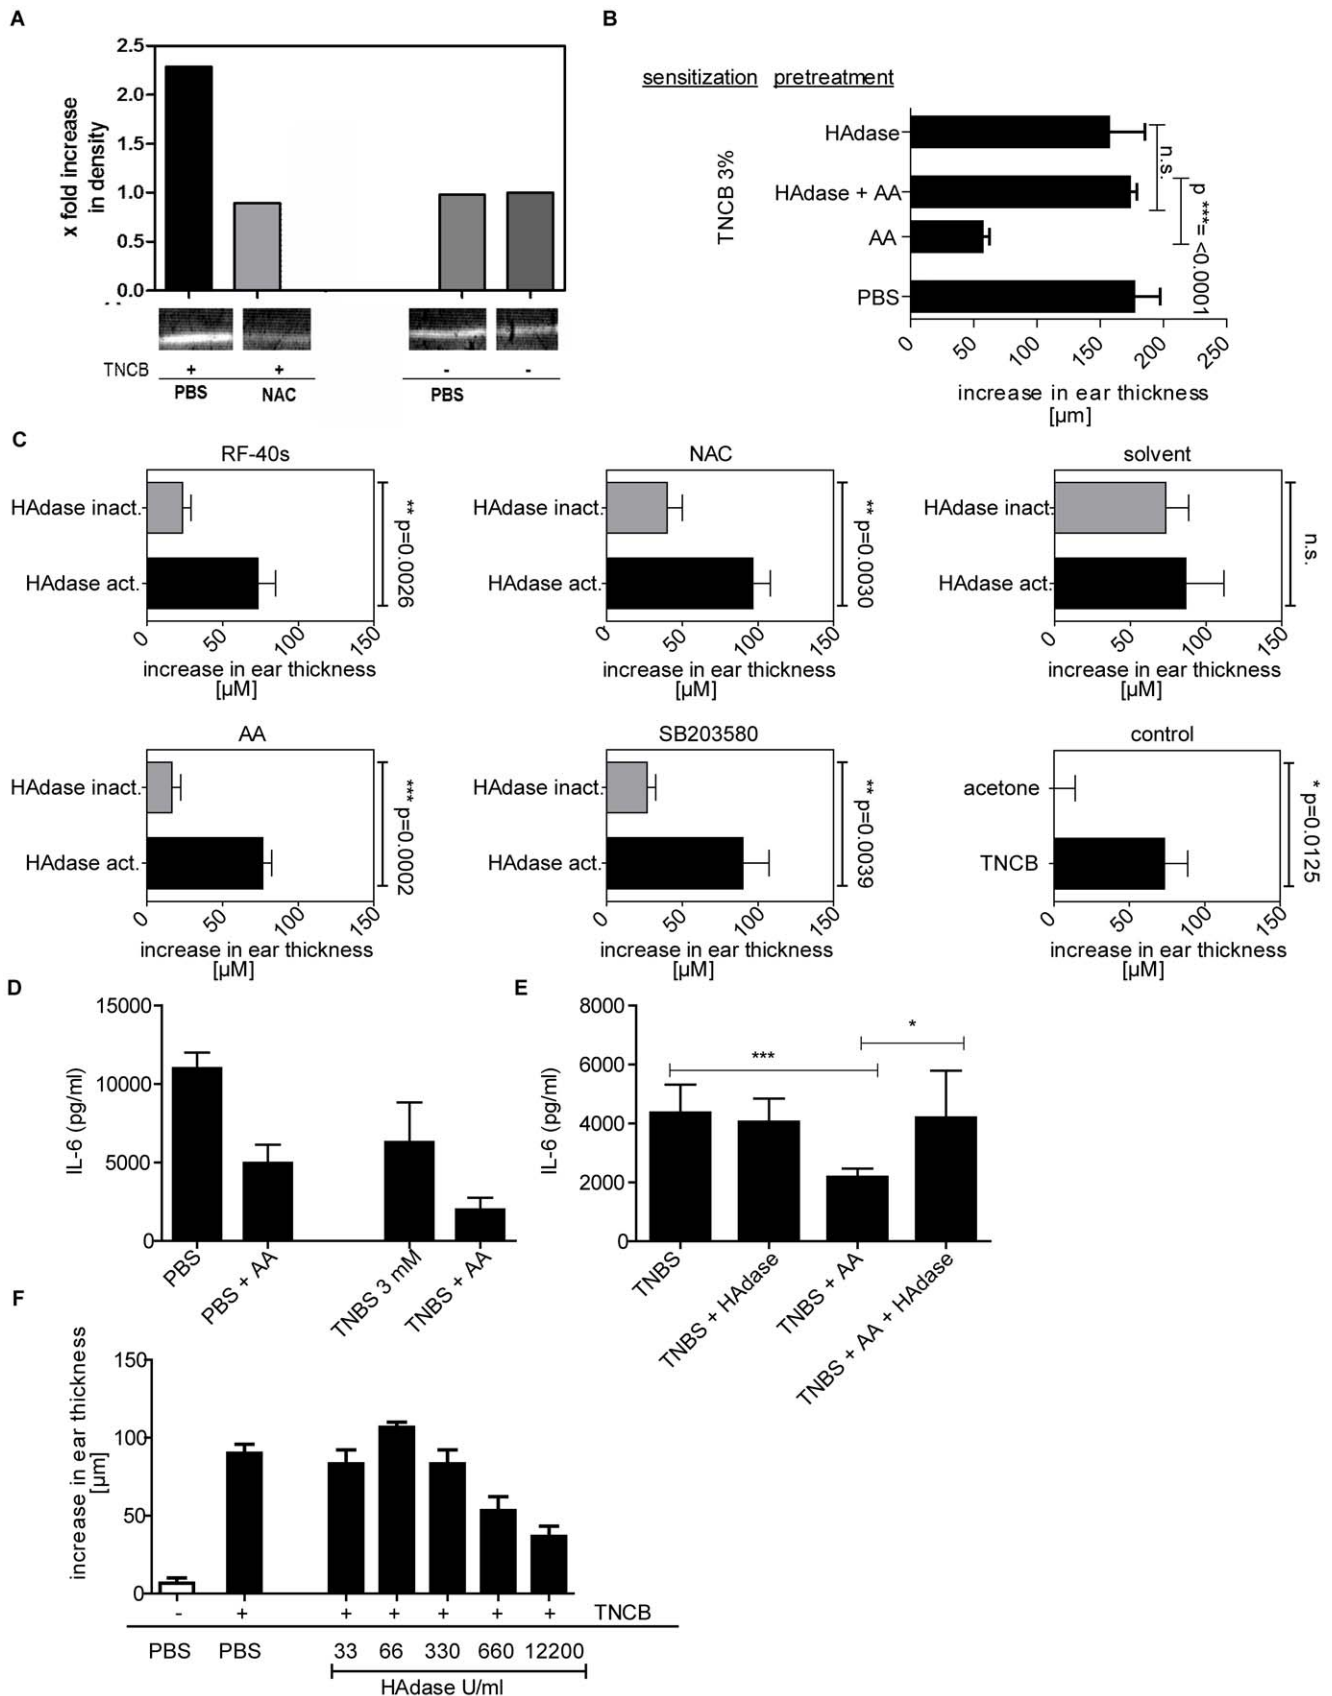 A
x fold increase
in density
2.5
2.0
1.5
1.0
0.5
0.0
TNCB + + - -
PBS NAC PBS
B
sensitization pretreatment
TNCB 3%
HAdase
HAdase + AA
AA
PBS
n.s.
p ***= <0.0001
0 50 100 150 200 250
increase in ear thickness
[µm]
C
RF-40s
HAdase inact.
HAdase act.
** p=0.0026
0 50 100 150
increase in ear thickness
[µM]
NAC
HAdase inact.
HAdase act.
** p=0.0030
0 50 100 150
increase in ear thickness
[µM]
solvent
HAdase inact.
HAdase act.
n.s.
0 50 100 150
increase in ear thickness
[µM]
AA
HAdase inact.
HAdase act.
*** p=0.0002
0 50 100 150
increase in ear thickness
[µM]
SB203580
HAdase inact.
HAdase act.
** p=0.0039
0 50 100 150
increase in ear thickness
[µM]
control
acetone
TNCB
* p=0.0125
0 50 100 150
increase in ear thickness
[µM]
D
IL-6 (pg/ml)
15000
10000
5000
0
PBS
PBS + AA
TNBS 3 mM
TNBS + AA
E
IL-6 (pg/ml)
8000
6000
4000
2000
0
***
*
TNBS
TNBS + HAdase
TNBS + AA
TNBS + AA + HAdase
F
increase in ear thickness
[µm]
150
100
50
0
- + + + + + + TNCB
PBS PBS 33 66 330 660 12200
HAdase U/ml